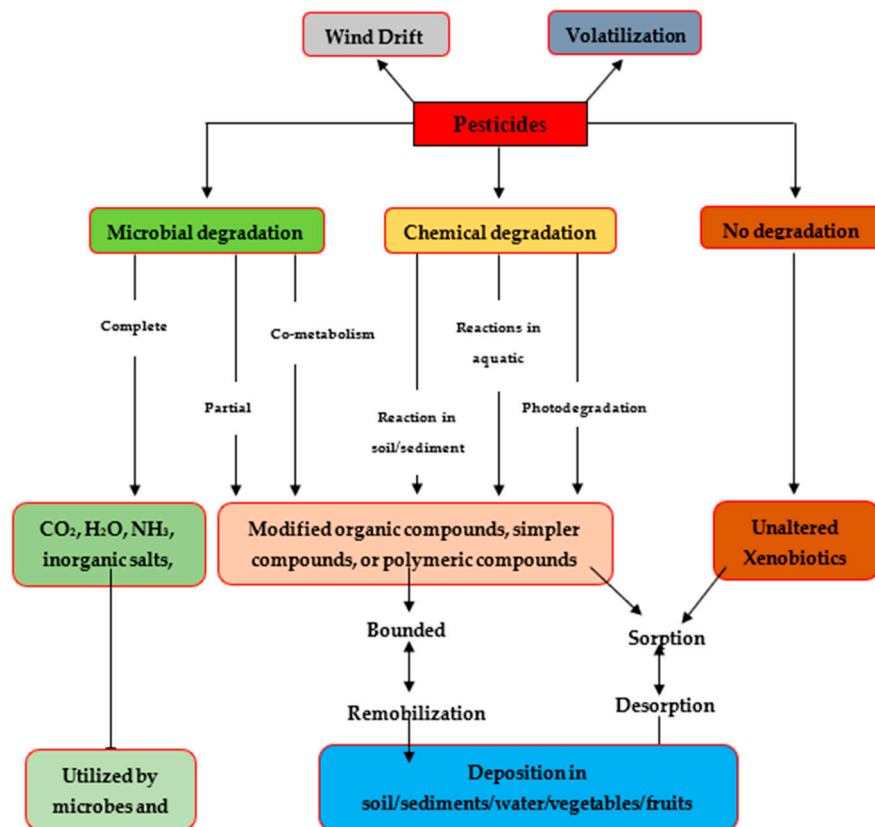 Wind Drift
Volatilization
Pesticides
Microbial degradation
Chemical degradation
No degradation
Complete
Co-metabolism
Reactions in
aquatic
Partial
Reaction in
soil/sediment
Photodegradation
CO₂, H₂O, NH₃,
inorganic salts,
Modified organic compounds, simpler
compounds, or polymeric compounds
Unaltered
Xenobiotics
Bounded
Sorption
Remobilization
Desorption
Utilized by
microbes and
Deposition in
soil/sediments/water/vegetables/fruits